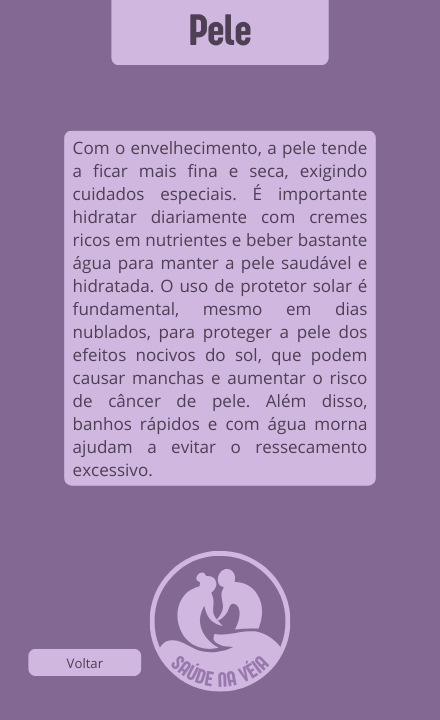 Pele
Com o envelhecimento, a pele tende
a ficar mais fina e seca, exigindo
cuidados especiais. É importante
hidratar diariamente com cremes
ricos em nutrientes e beber bastante
água para manter a pele saudável e
hidratada. O uso de protetor solar é
fundamental, mesmo em dias
nublados, para proteger a pele dos
efeitos nocivos do sol, que podem
causar manchas e aumentar o risco
de câncer de pele. Além disso,
banhos rápidos e com água morna
ajudam a evitar o ressecamento
excessivo.
SAÚDE NA VÉIA
Voltar